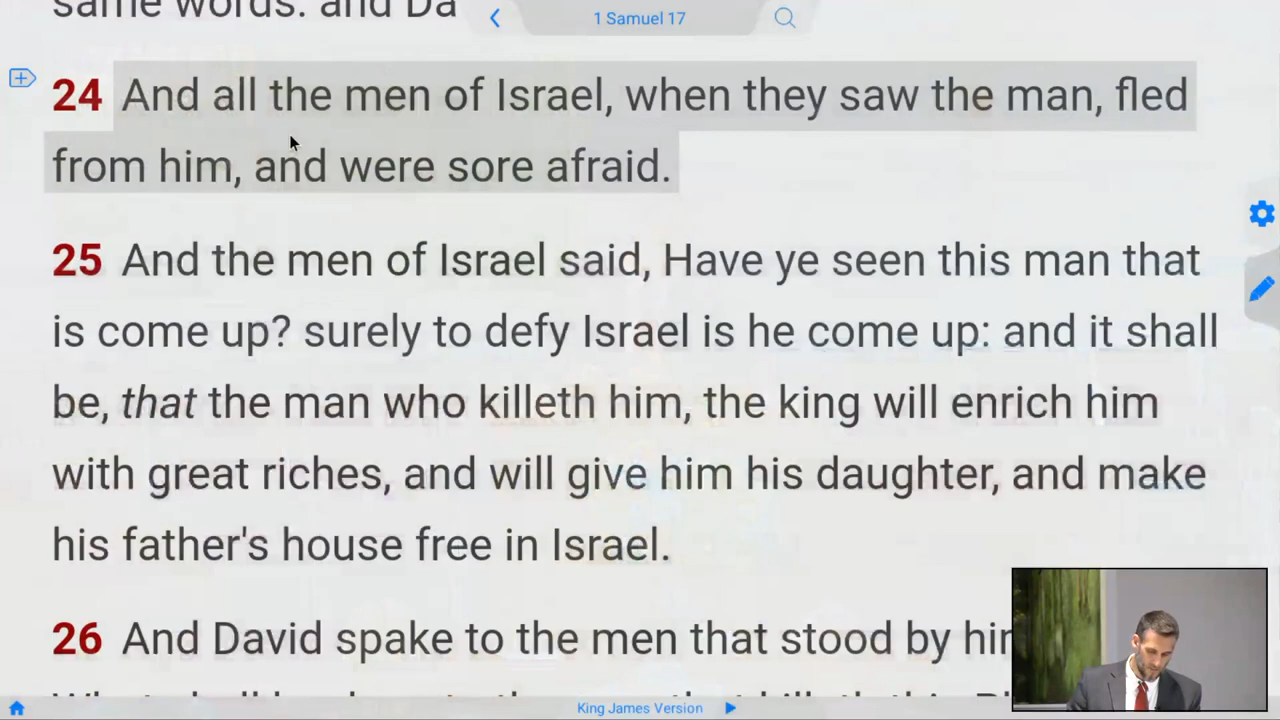 same words: and Da
1 Samuel 17
24 And all the men of Israel, when they saw the man, fled
from him, and were sore afraid.
25 And the men of Israel said, Have ye seen this man that
is come up? surely to defy Israel is he come up: and it shall
be, that the man who killeth him, the king will enrich him
with great riches, and will give him his daughter, and make
his father's house free in Israel.
26 And David spake to the men that stood by
King James Version